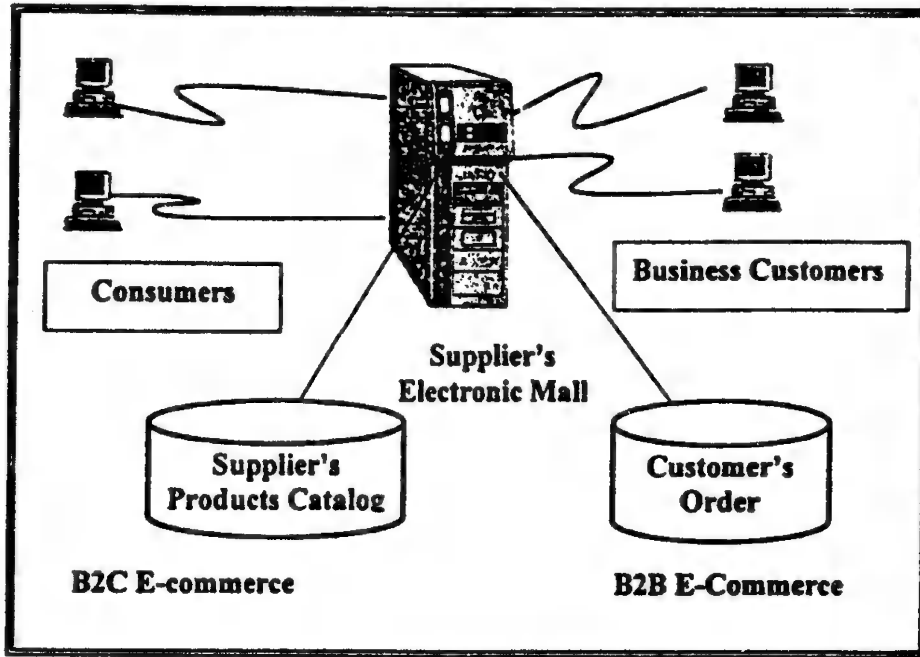 Consumers
Business Customers
Supplier's
Electronic Mall
Supplier's
Products Catalog
Customer's
Order
B2C E-commerce
B2B E-Commerce